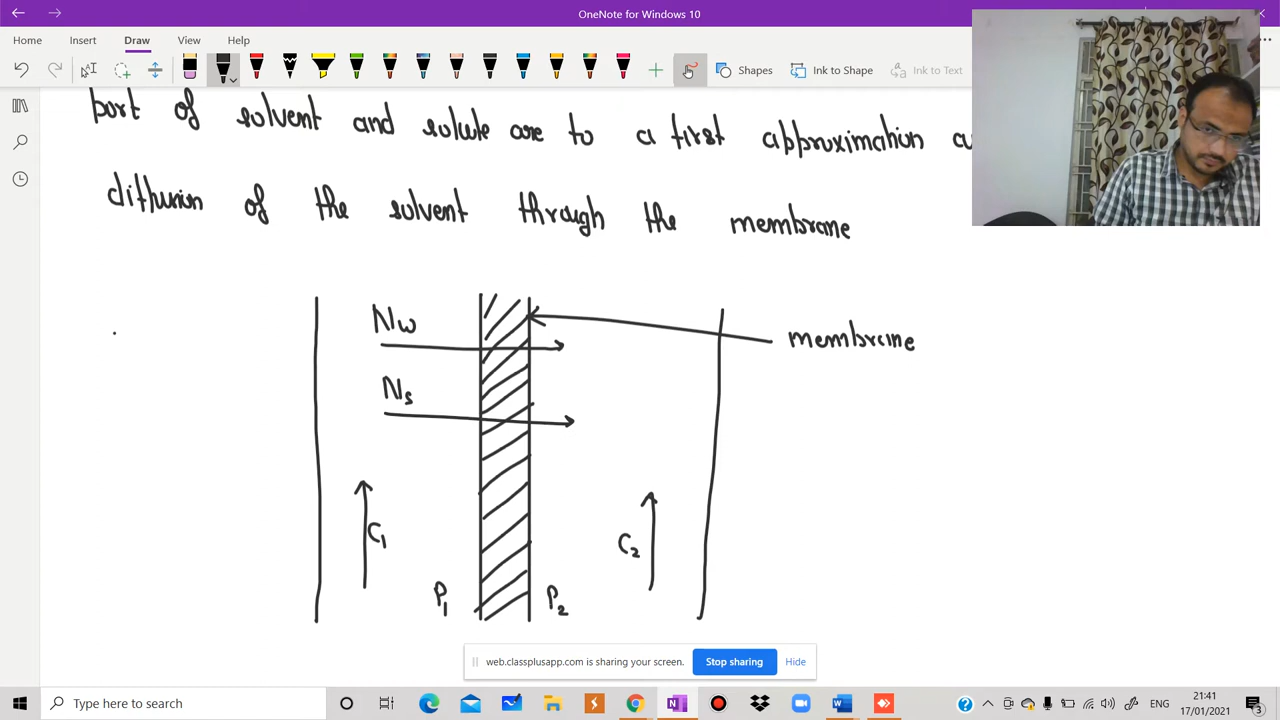 OneNote for Windows 10
Home Insert Draw View Help
Shapes Ink to Shape Ink to Text
port of solvent and solute are to a first approximation
diffusion of the solvent through the membrane
Nw
membrane
Ns
C1
C2
P1 P2
web.classplusapp.com is sharing your screen. Stop sharing Hide
Type here to search
ENG
21:41
17/01/2021
3